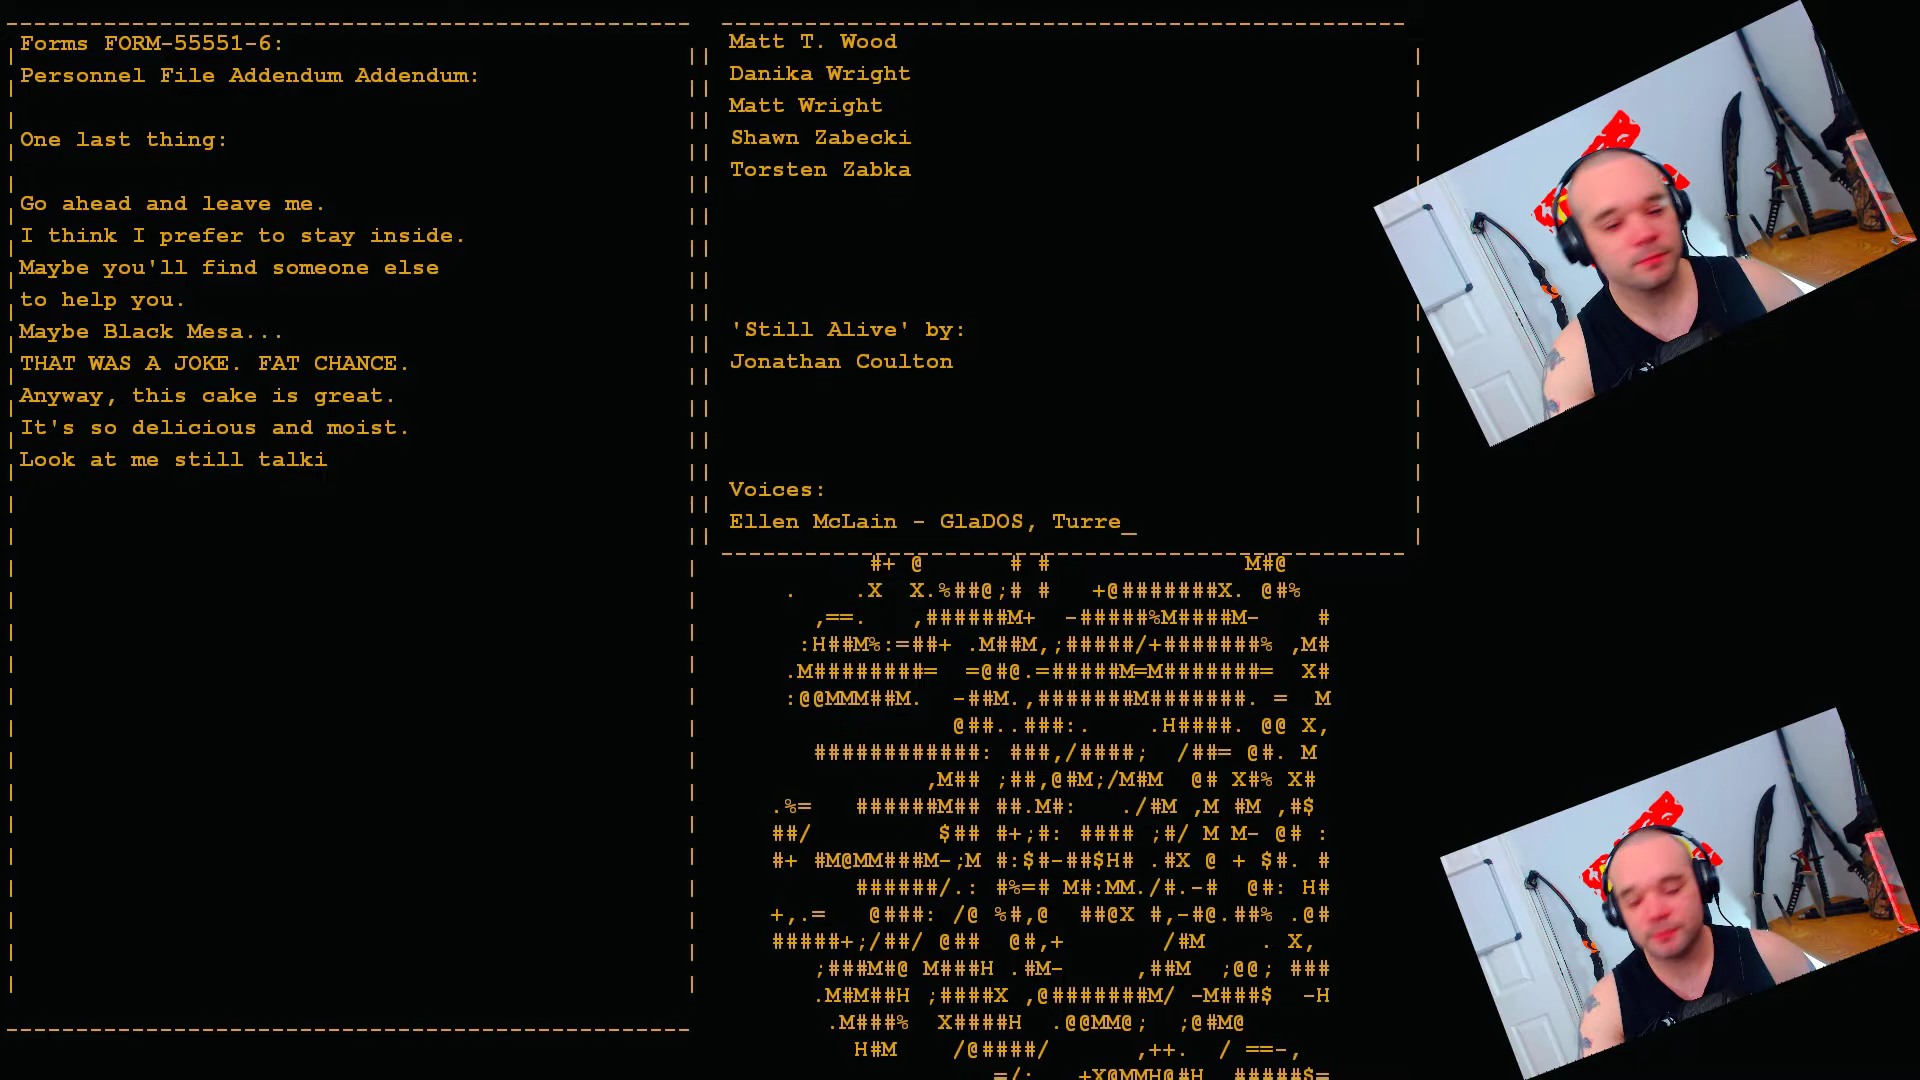 Forms FORM-55551-6:
Personnel File Addendum Addendum:
One last thing:
Go ahead and leave me.
I think I prefer to stay inside.
Maybe you'll find someone else
to help you.
Maybe Black Mesa...
THAT WAS A JOKE. FAT CHANCE.
Anyway, this cake is great.
It's so delicious and moist.
Look at me still talki
Matt T. Wood
Danika Wright
Matt Wright
Shawn Zabecki
Torsten Zabka
'Still Alive' by:
Jonathan Coulton
Voices:
Ellen McLain - GlaDOS, Turre_